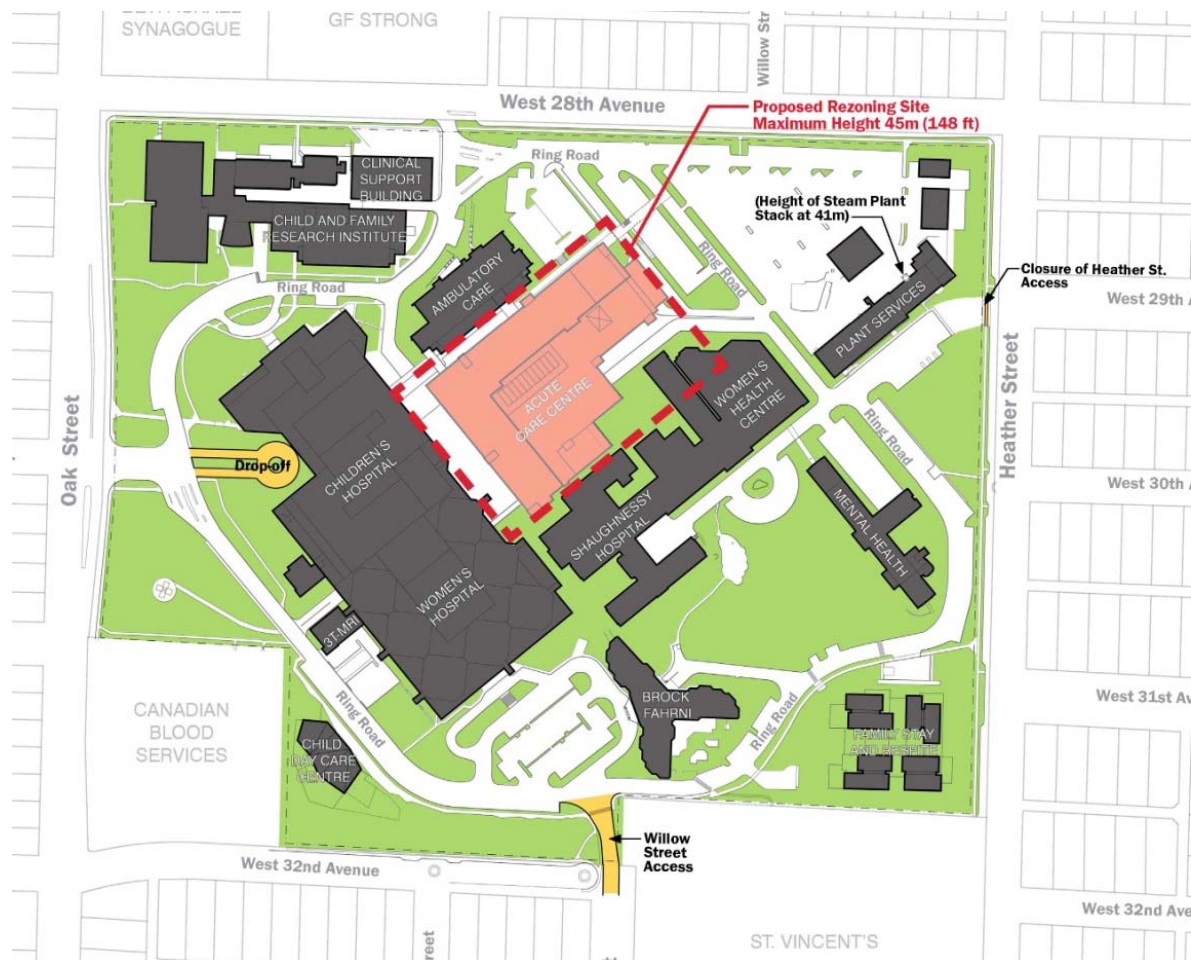 SYNAGOGUE
GF STRONG
Willow Str
West 28th Avenue
Proposed Rezoning Site
Maximum Height 45m (148 ft)
Ring Road
CLINICAL
SUPPORT
BUILDING
CHILD AND FAMILY
RESEARCH INSTITUTE
(Height of Steam Plant
Stack at 41m)
AMBULATORY
CARE
Ring Road
Ring Road
Closure of Heather St.
Access
West 29th A
PLANT SERVICES
Oak Street
Heather Street
ACUTE
CARE CENTRE
WOMEN'S
HEALTH
CENTRE
Drop-off
CHILDREN'S
HOSPITAL
Ring Road
West 30th A
SHAUGHNESSY
HOSPITAL
MENTAL HEALTH
WOMEN'S
HOSPITAL
3T-MRI
Ring Road
BROCK
FAHRNI
Ring Road
West 31st Av
CANADIAN
BLOOD
SERVICES
CHILD
DAY CARE
CENTRE
FAMILY STAY
AND RESPITE
Willow
Street
Access
West 32nd Avenue
West 32nd A
reet
ST. VINCENT'S